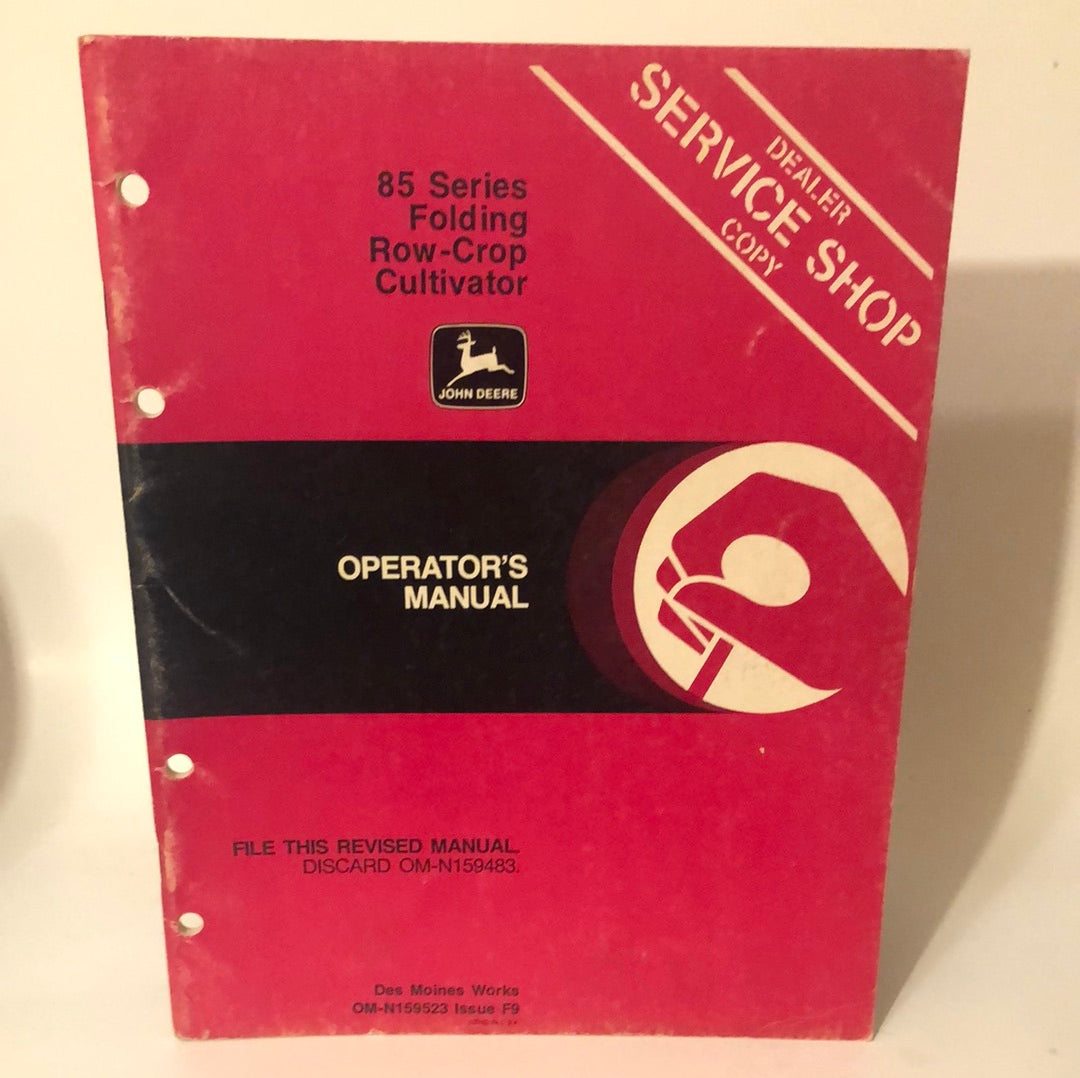 DEALER
SERVICE SHOP
COPY
85 Series
Folding
Row-Crop
Cultivator
JOHN DEERE
OPERATOR'S
MANUAL
FILE THIS REVISED MANUAL.
DISCARD OM-N159483.
Des Moines Works
OM-N159523 Issue F9